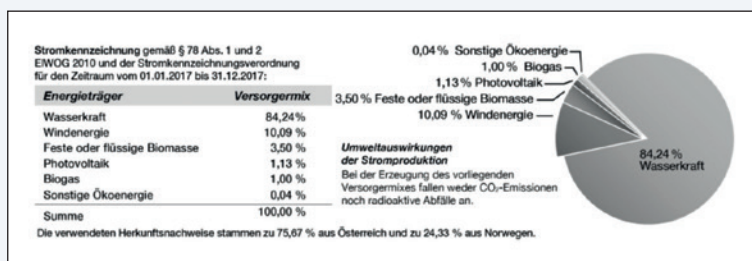 Stromkennzeichnung gemäß § 78 Abs. 1 und 2
ElWOG 2010 und der Stromkennzeichnungsverordnung
für den Zeitraum vom 01.01.2017 bis 31.12.2017:
Energieträger Versorgermix
Wasserkraft 84,24%
Windenergie 10,09 %
Feste oder flüssige Biomasse 3,50 %
Photovoltaik 1,13 %
Biogas 1,00 %
Sonstige Ökoenergie 0,04 %
Summe 100,00 %
0,04 % Sonstige Ökoenergie
1,00 % Biogas
1,13 % Photovoltaik
3,50 % Feste oder flüssige Biomasse
10,09 % Windenergie
84,24 %
Wasserkraft
Umweltauswirkungen
der Stromproduktion
Bei der Erzeugung des vorliegenden
Versorgermixes fallen weder CO₂-Emissionen
noch radioaktive Abfälle an.
Die verwendeten Herkunftsnachweise stammen zu 75,67 % aus Österreich und zu 24,33 % aus Norwegen.